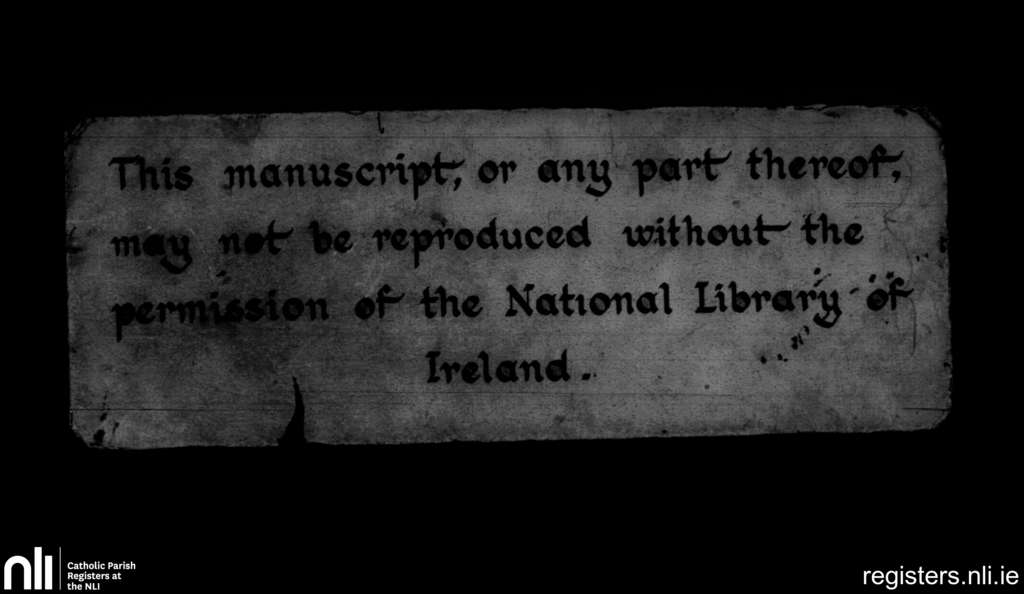 This manuscript, or any part thereof,
may not be reproduced without the
permission of the National Library of
Ireland.
nli
Catholic Parish
Registers at
the NLI
registers.nli.ie